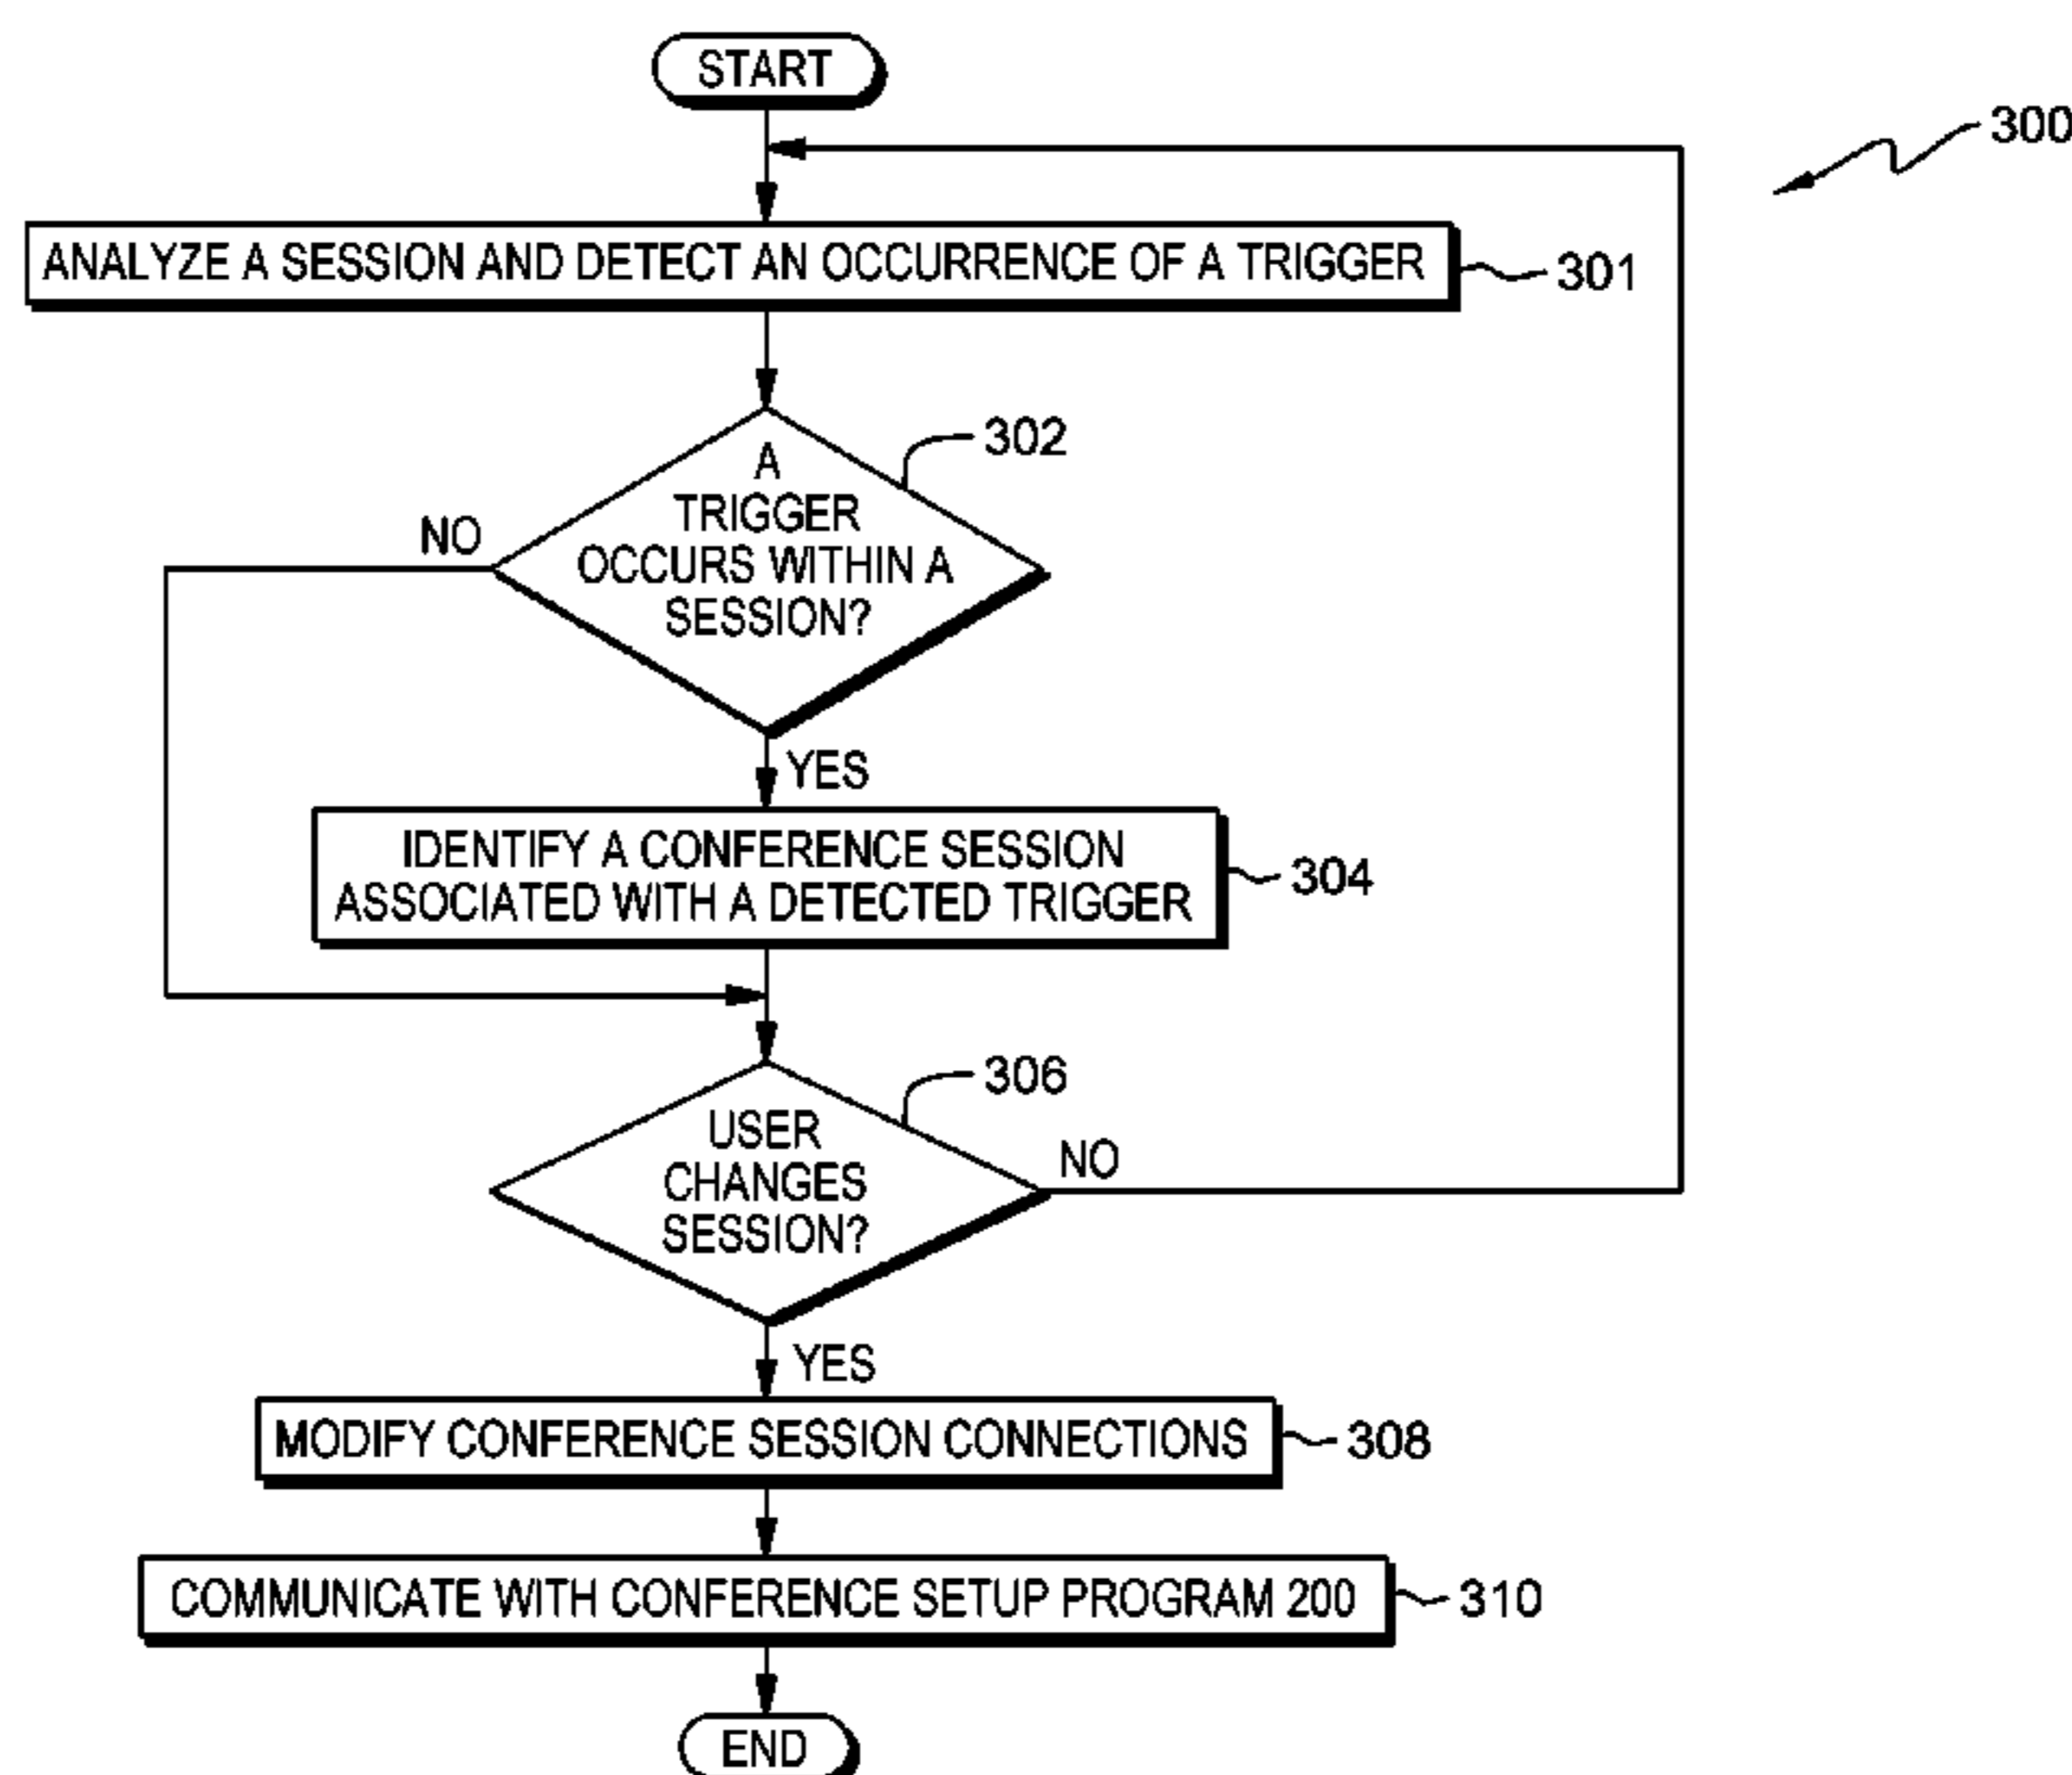 START
300
ANALYZE A SESSION AND DETECT AN OCCURRENCE OF A TRIGGER
301
302
A
TRIGGER
OCCURS WITHIN A
SESSION?
NO
YES
IDENTIFY A CONFERENCE SESSION
ASSOCIATED WITH A DETECTED TRIGGER
304
306
USER
CHANGES
SESSION?
NO
YES
MODIFY CONFERENCE SESSION CONNECTIONS
308
COMMUNICATE WITH CONFERENCE SETUP PROGRAM 200
310
END